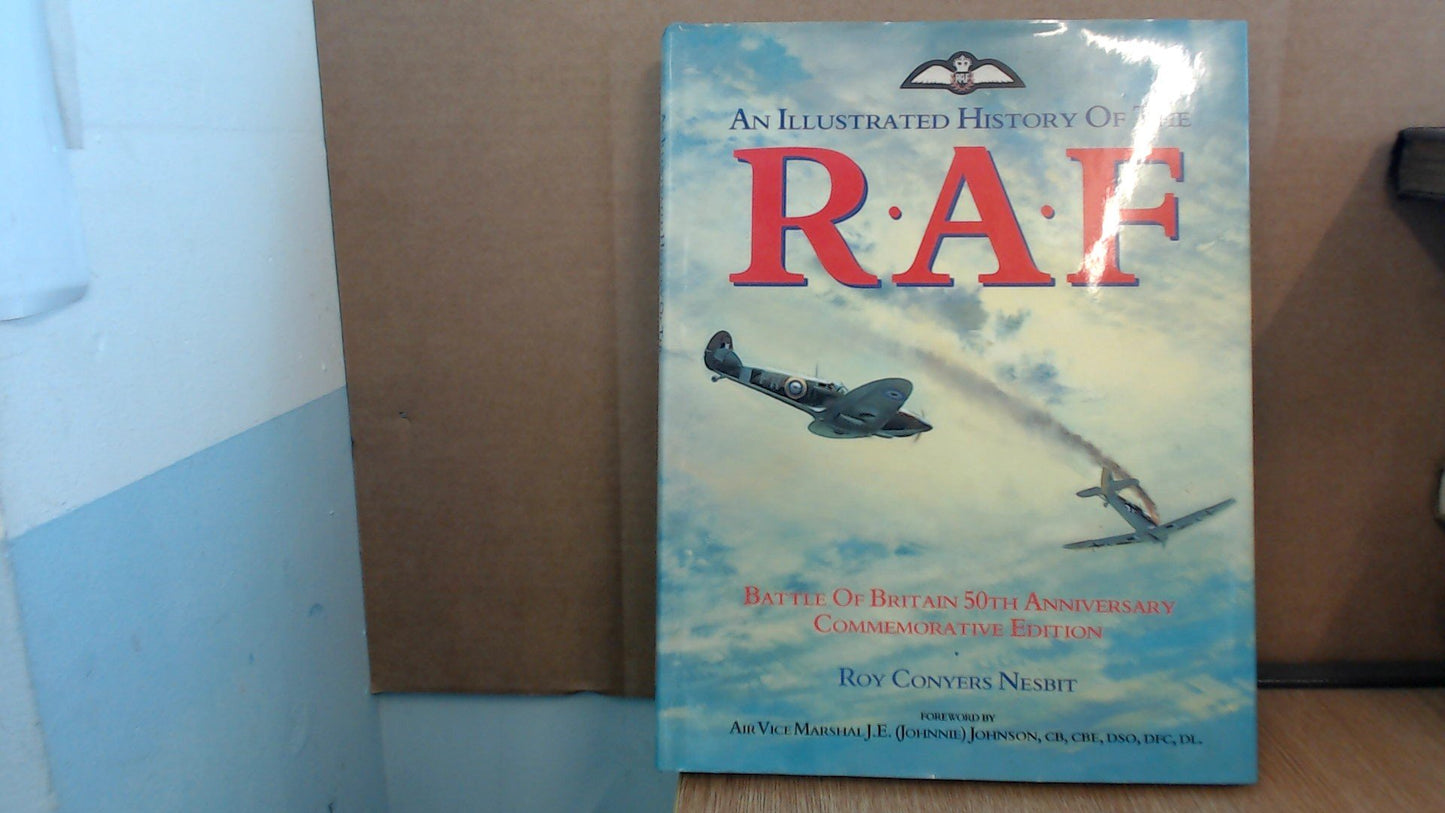 An Illustrated History Of The
R·A·F
Battle Of Britain 50th Anniversary
Commemorative Edition
Roy Conyers Nesbit
Foreword by
Air Vice Marshal J.E. (Johnnie) Johnson, CB, CBE, DSO, DFC, DL.